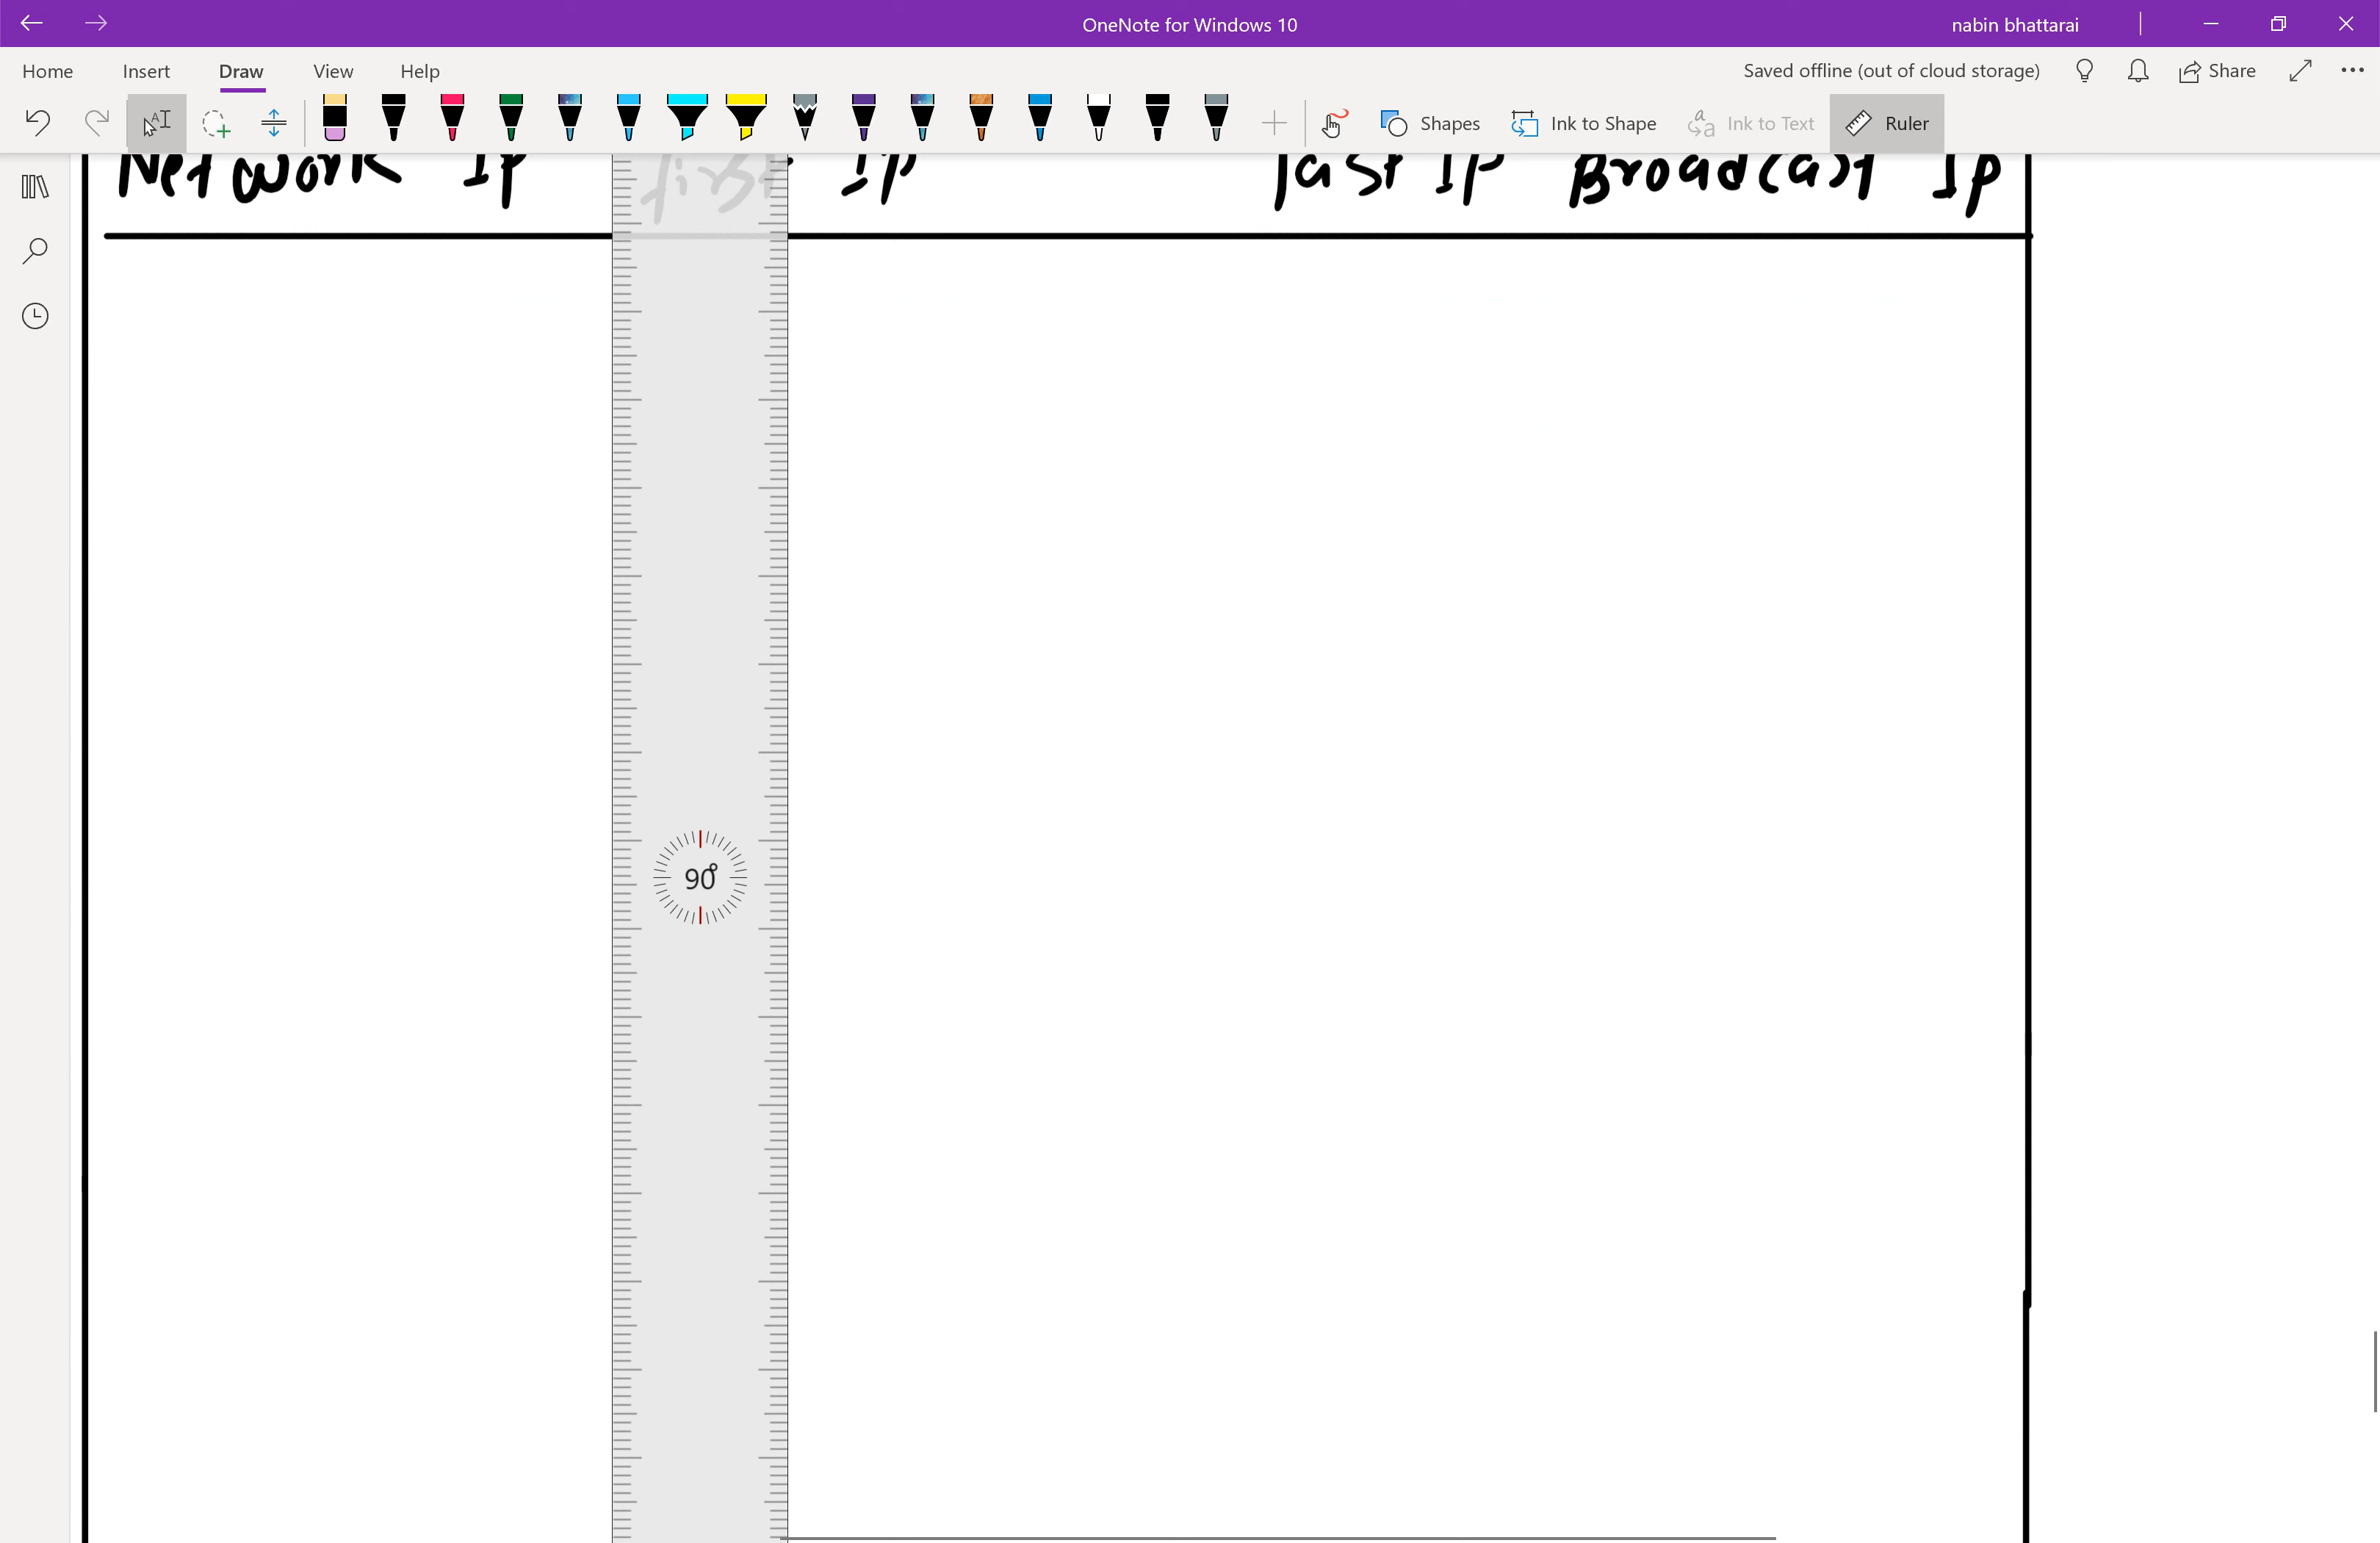 OneNote for Windows 10
nabin bhattarai
Home Insert Draw View Help
Saved offline (out of cloud storage)
Share
Shapes
Ink to Shape
Ink to Text
Ruler
Network Ip first Ip last Ip Broadcast Ip
90°